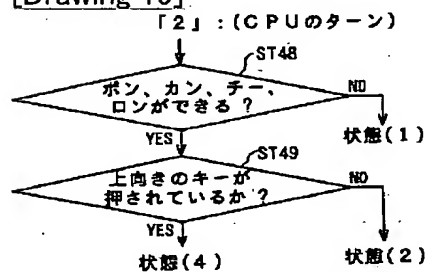 [Drawing 10]
「2」:(CPUのターン)
ST48
ポン、カン、チー、
ロンができる ?
NO
YES
状態(1)
ST49
上向きのキーが
押されているか ?
NO
YES
状態(4)
状態(2)